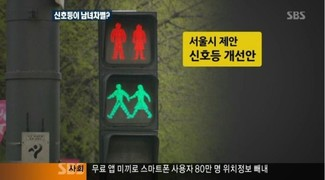 신호등이 남녀차별?
SBS
서울시 제안
신호등 개선안
사회
무료 앱 미끼로 스마트폰 사용자 80만 명 위치정보 빼내